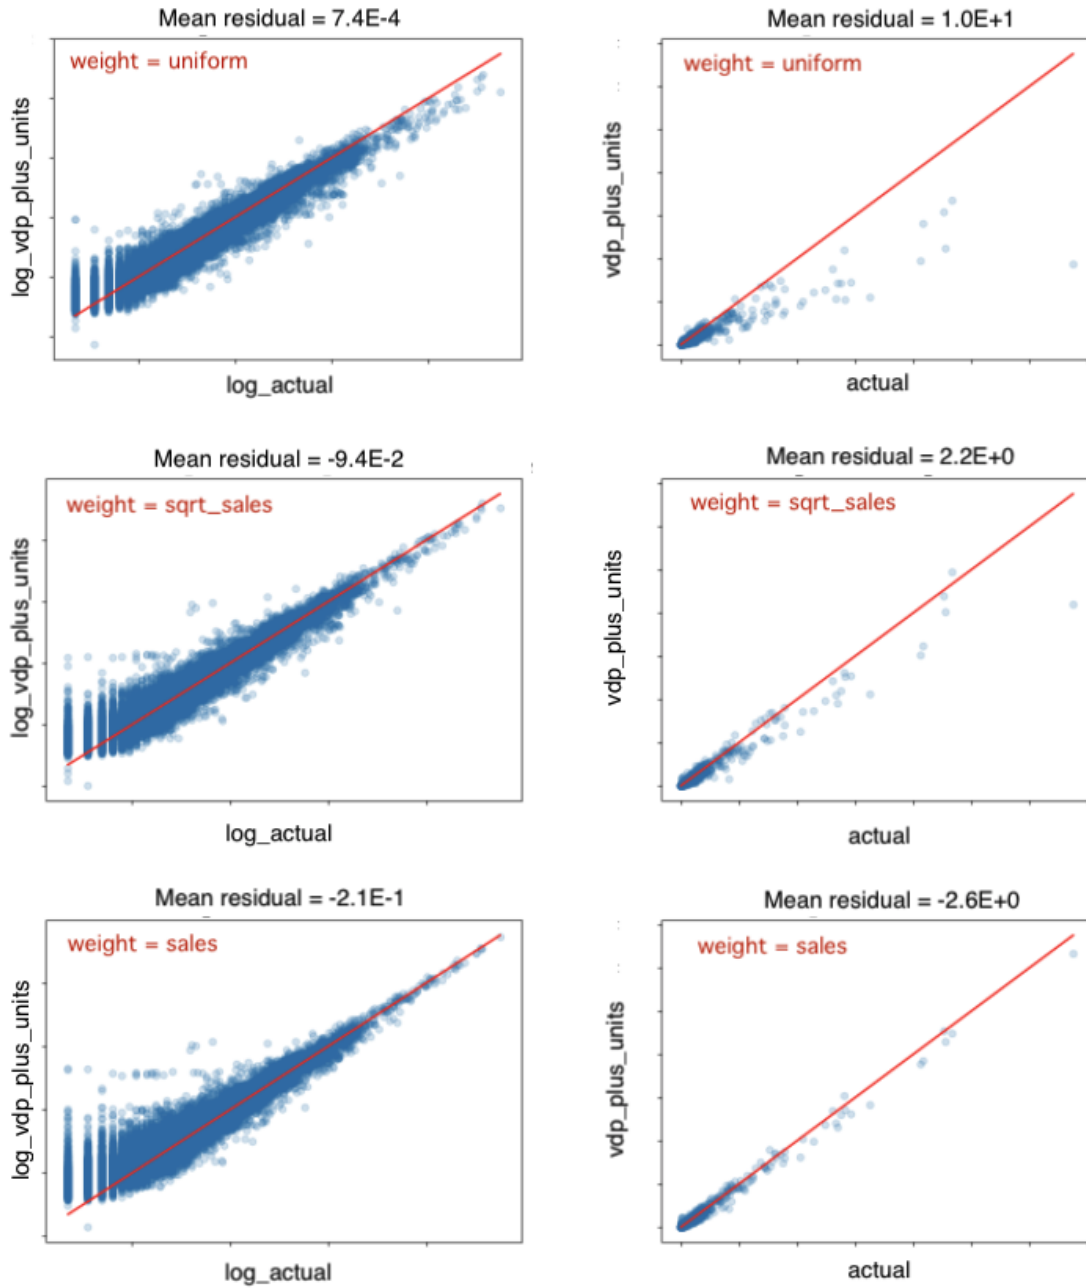 Mean residual = 7.4E-4
weight = uniform
log_vdp_plus_units
log_actual
Mean residual = 1.0E+1
weight = uniform
vdp_plus_units
actual
Mean residual = -9.4E-2
weight = sqrt_sales
log_vdp_plus_units
log_actual
Mean residual = 2.2E+0
weight = sqrt_sales
vdp_plus_units
actual
Mean residual = -2.1E-1
weight = sales
log_vdp_plus_units
log_actual
Mean residual = -2.6E+0
weight = sales
vdp_plus_units
actual